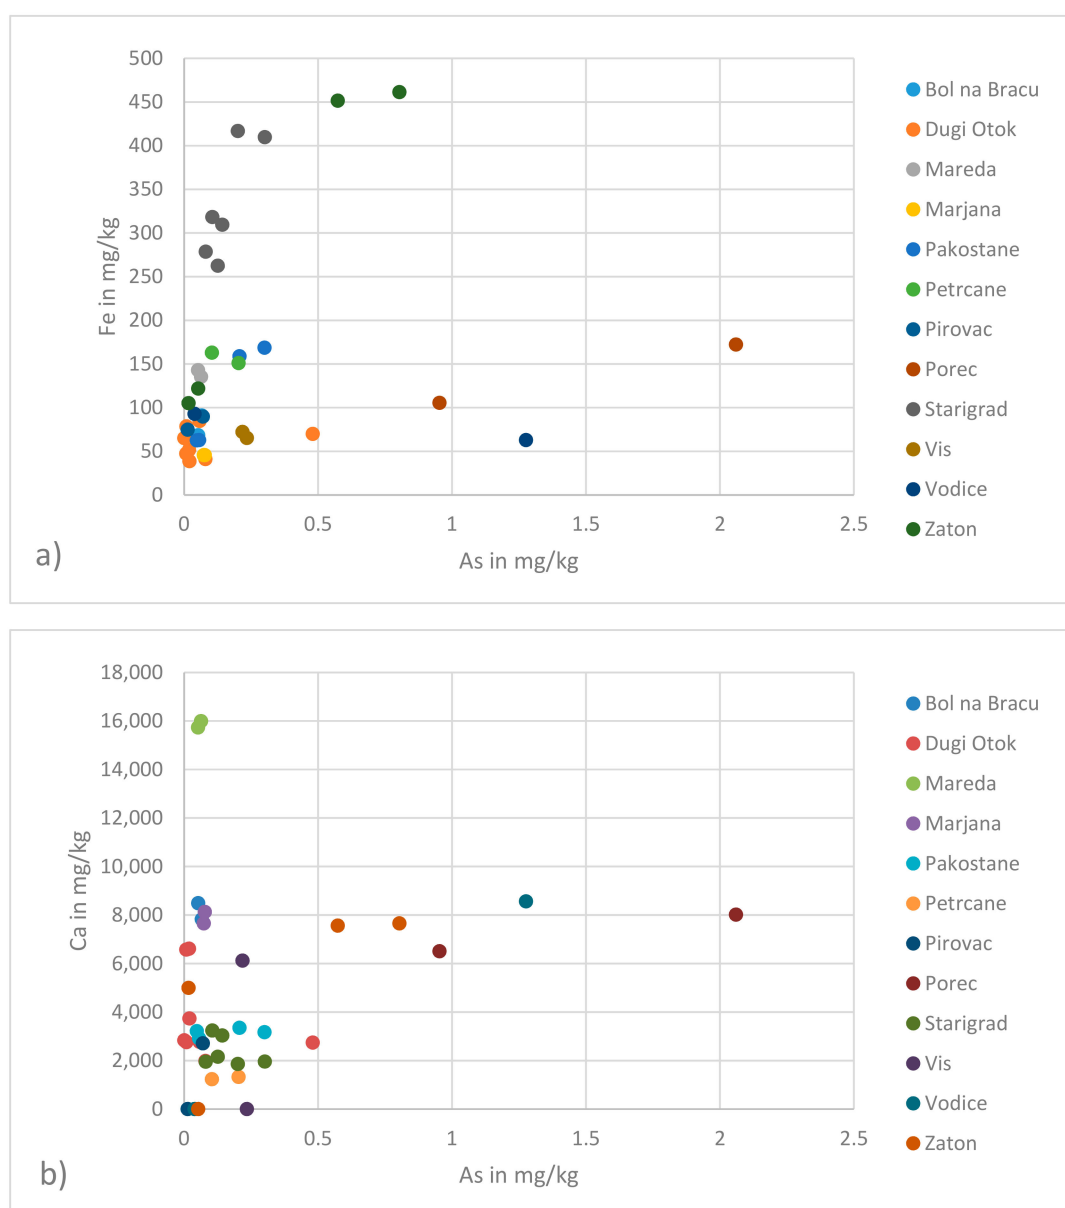 500
450
400
350
300
250
200
150
100
50
0
Fe in mg/kg
0 0.5 1 1.5 2 2.5
As in mg/kg
a)
Bol na Bracu
Dugi Otok
Mareda
Marjana
Pakostane
Petrcane
Pirovac
Porec
Starigrad
Vis
Vodice
Zaton
18,000
16,000
14,000
12,000
10,000
8,000
6,000
4,000
2,000
0
Ca in mg/kg
0 0.5 1 1.5 2 2.5
As in mg/kg
b)
Bol na Bracu
Dugi Otok
Mareda
Marjana
Pakostane
Petrcane
Pirovac
Porec
Starigrad
Vis
Vodice
Zaton